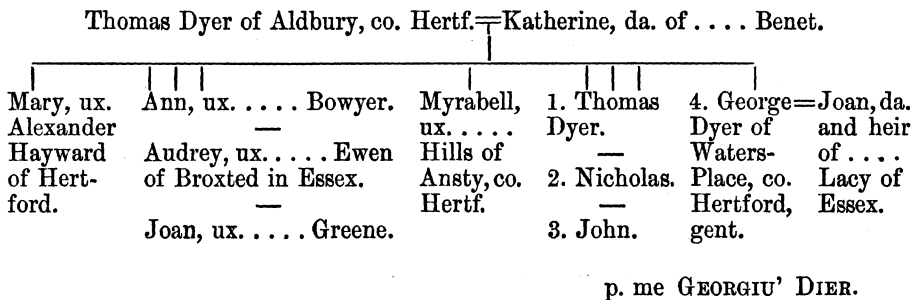 Thomas Dyer of Aldbury, co. Hertf.=Katherine, da. of . . . . Benet.
Mary, ux.
Alexander
Hayward
of Hert-
ford.
Ann, ux. . . . . Bowyer.
—
Audrey, ux. . . . . Ewen
of Broxted in Essex.
—
Joan, ux. . . . . Greene.
Myrabell,
ux. . . . .
Hills of
Ansty, co.
Hertf.
1. Thomas
Dyer.
—
2. Nicholas.
—
3. John.
4. George=Joan, da.
Dyer of and heir
Waters- of . . . .
Place, co. Lacy of
Hertford, Essex.
gent.
p. me GEORGIU' DIER.